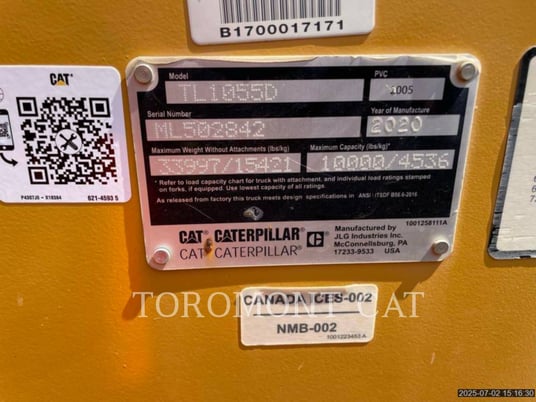 B1700017171
CAT
P4307J0 - 0193A4 621-4593 5
Model PVC
TL1055D 2005
Serial Number Year of Manufacture
ML502842 2020
Maximum Weight Without Attachments (lbs/kg) Maximum Capacity (lbs/kg)*
33997/15421 10000/4536
* Refer to load capacity chart for truck with attachment, and individual load ratings stamped
on forks, if equipped. Use lowest capacity of all ratings.
As released from factory this truck meets design specifications in ANSI / ITSDF B56.6-2016
1001258111A
CAT CATERPILLAR
CAT CATERPILLAR
Manufactured by
JLG Industries Inc.
McConnellsburg, PA
17233-9533 USA
TOROMONT CAT
CANADA ICES-002
NMB-002
1001223453 A
2025-07-02 15:16:30